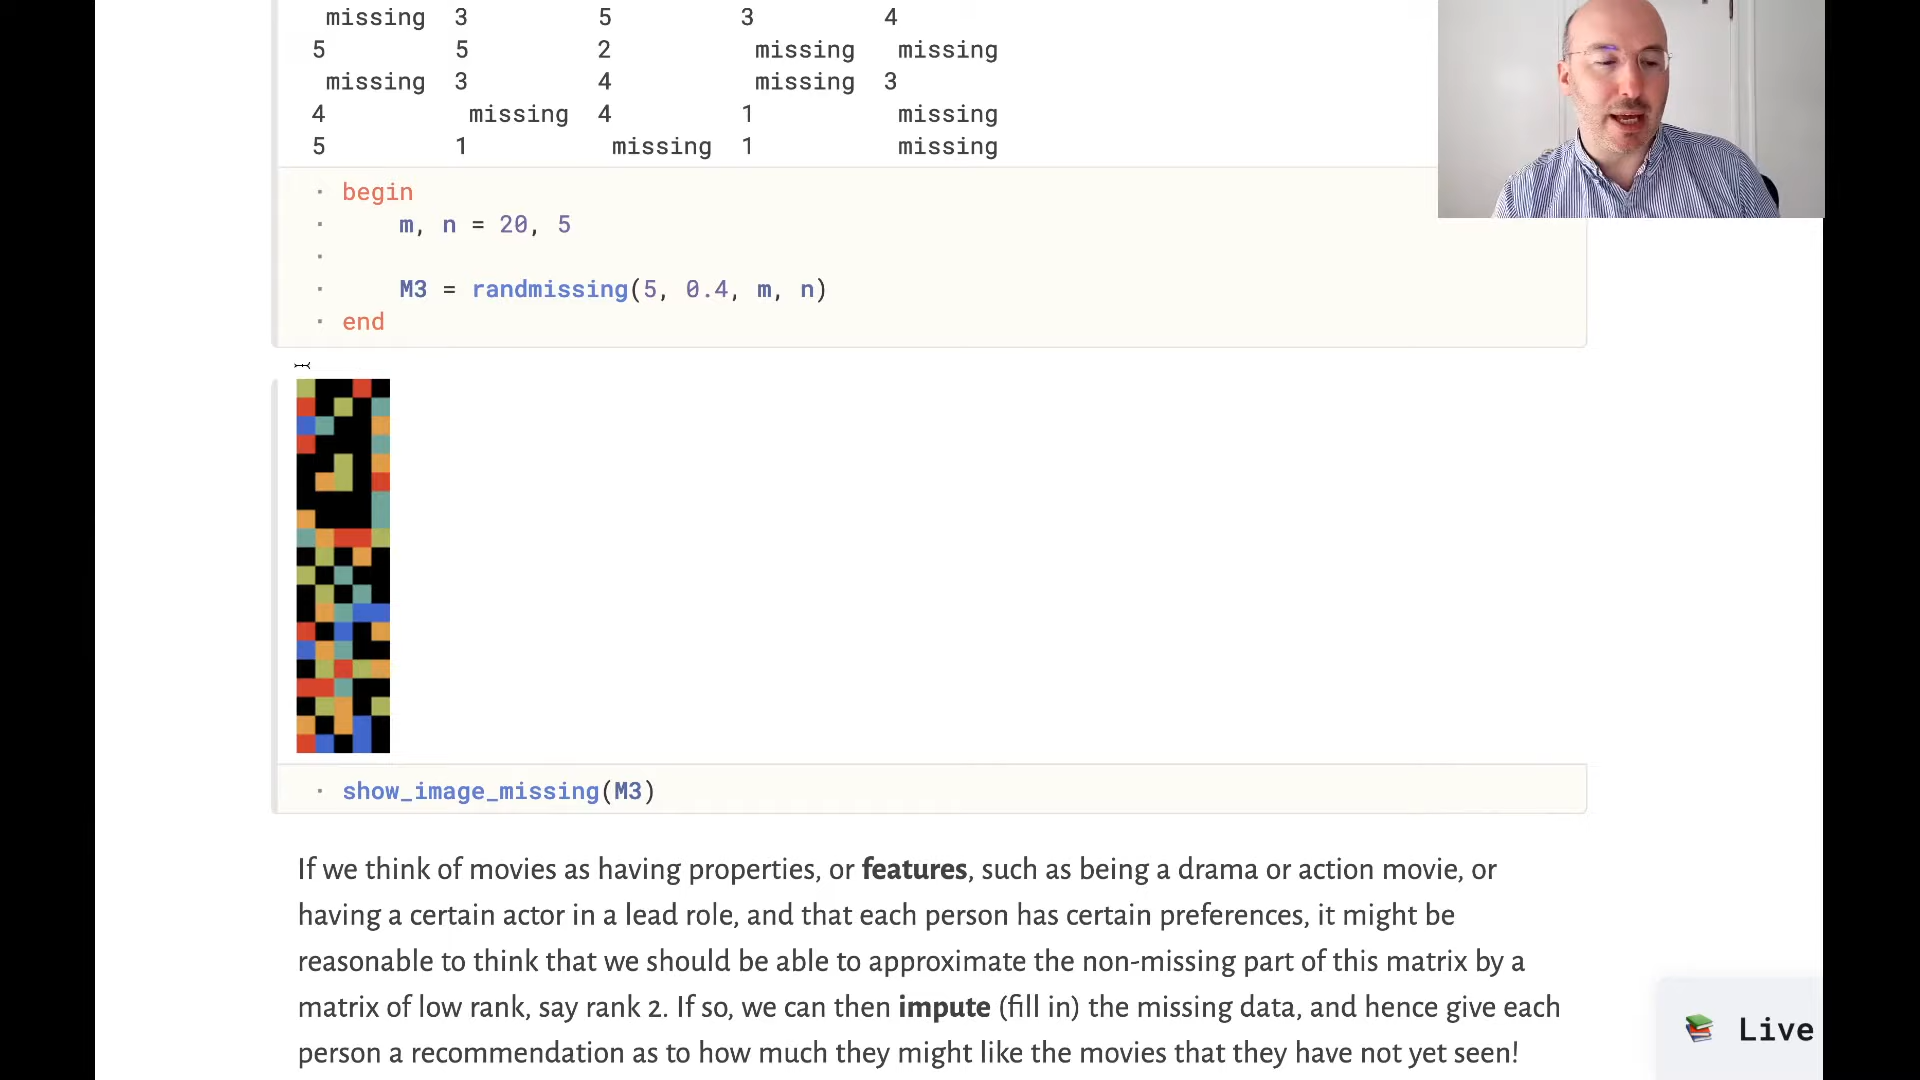 missing 3 5 3 4
5 5 2 missing missing
missing 3 4 missing 3
4 missing 4 1 missing
5 1 missing 1 missing
begin
m, n = 20, 5
M3 = randmissing(5, 0.4, m, n)
end
show_image_missing(M3)
If we think of movies as having properties, or features, such as being a drama or action movie, or
having a certain actor in a lead role, and that each person has certain preferences, it might be
reasonable to think that we should be able to approximate the non-missing part of this matrix by a
matrix of low rank, say rank 2. If so, we can then impute (fill in) the missing data, and hence give each
person a recommendation as to how much they might like the movies that they have not yet seen!
Live